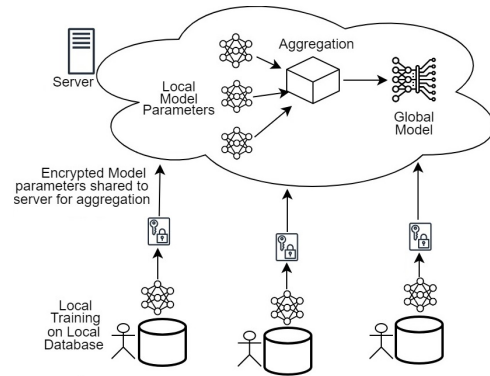 Aggregation
Server
Local
Model
Parameters
Global
Model
Encrypted Model
parameters shared to
server for aggregation
Local
Training
on Local
Database